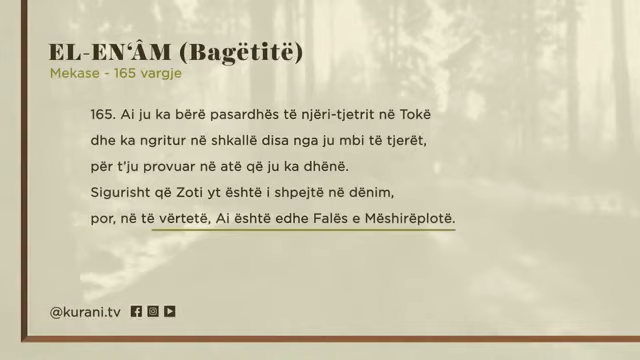 EL-EN‘ÂM (Bagëtitë)
Mekase - 165 vargje
165. Ai ju ka bërë pasardhës të njëri-tjetrit në Tokë
dhe ka ngritur në shkallë disa nga ju mbi të tjerët,
për t’ju provuar në atë që ju ka dhënë.
Sigurisht që Zoti yt është i shpejtë në dënim,
por, në të vërtetë, Ai është edhe Falës e Mëshirëplotë.
@kurani.tv